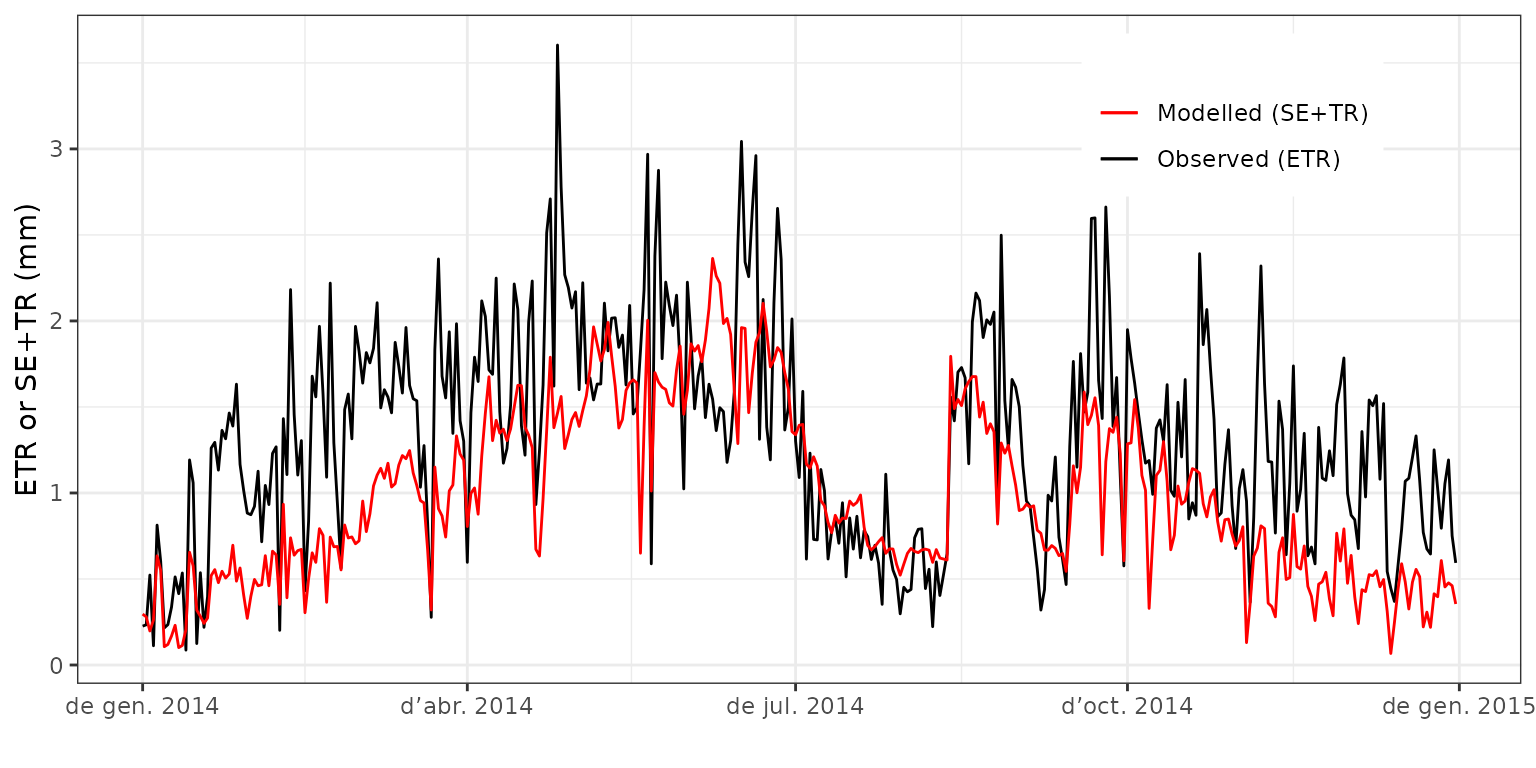 ETR or SE+TR (mm)
3
2
1
0
Modelled (SE+TR)
Observed (ETR)
de gen. 2014
d’abr. 2014
de jul. 2014
d’oct. 2014
de gen. 2015